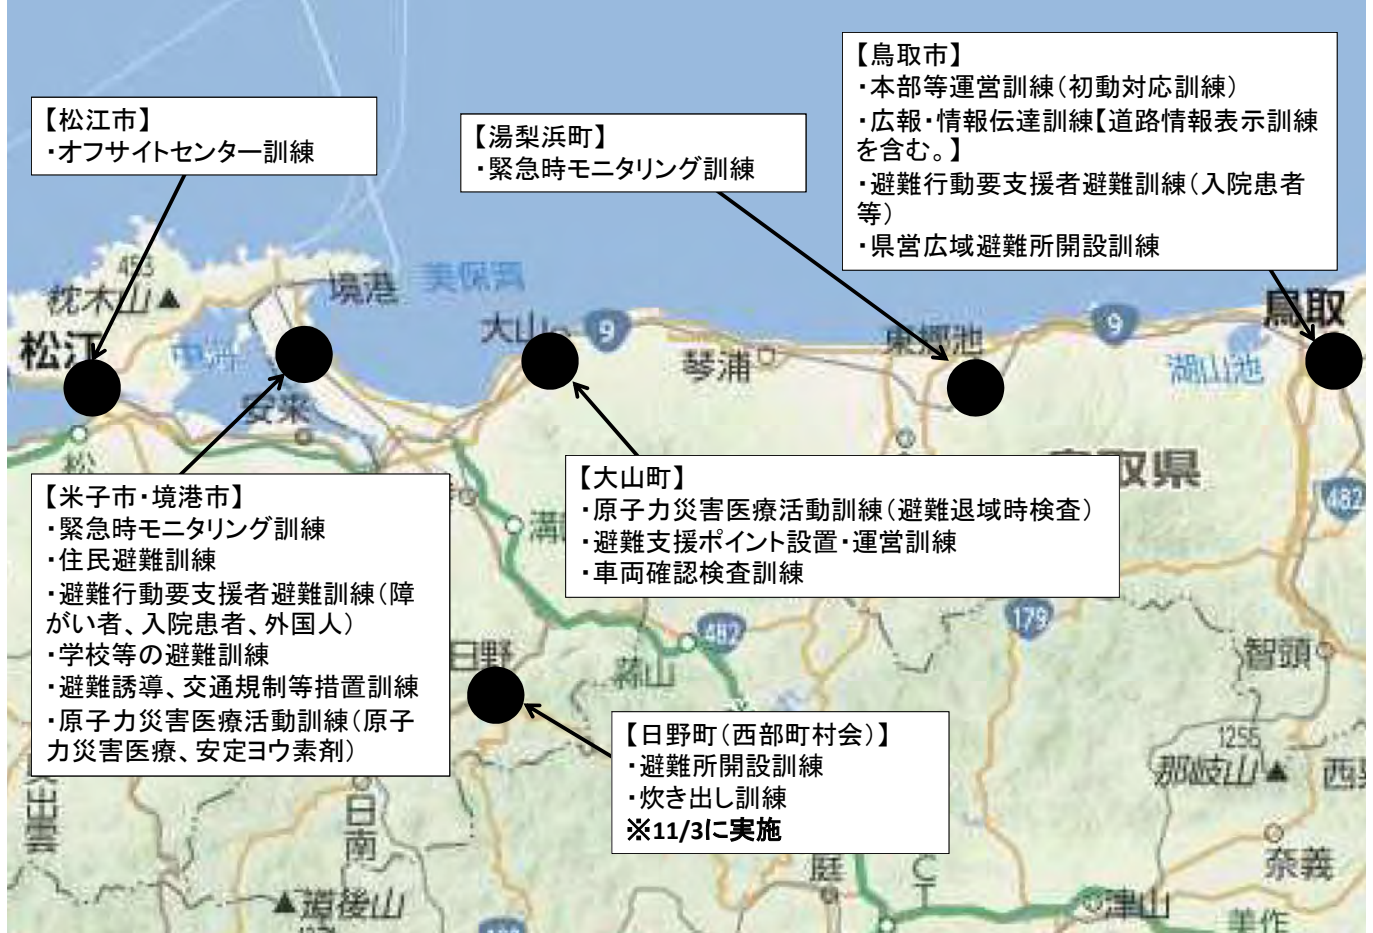 【松江市】
・オフサイトセンター訓練
【湯梨浜町】
・緊急時モニタリング訓練
【鳥取市】
・本部等運営訓練（初動対応訓練）
・広報・情報伝達訓練【道路情報表示訓練
を含む。】
・避難行動要支援者避難訓練（入院患者
等）
・県営広域避難所開設訓練
枕木山
境港
美保湾
松江
中海
安来
大山
9
琴浦
東郷池
9
湖山池
鳥取
松
【米子市・境港市】
・緊急時モニタリング訓練
・住民避難訓練
・避難行動要支援者避難訓練（障
がい者、入院患者、外国人）
・学校等の避難訓練
・避難誘導、交通規制等措置訓練
・原子力災害医療活動訓練（原子
力災害医療、安定ヨウ素剤）
【大山町】
・原子力災害医療活動訓練（避難退域時検査）
・避難支援ポイント設置・運営訓練
・車両確認検査訓練
取県
482
溝
日野
蒜山
482
179
智頭
【日野町（西部町村会）】
・避難所開設訓練
・炊き出し訓練
※11/3に実施
那岐山
西
出雲
日南
道後山
庭
CT
津山
奈義
美作